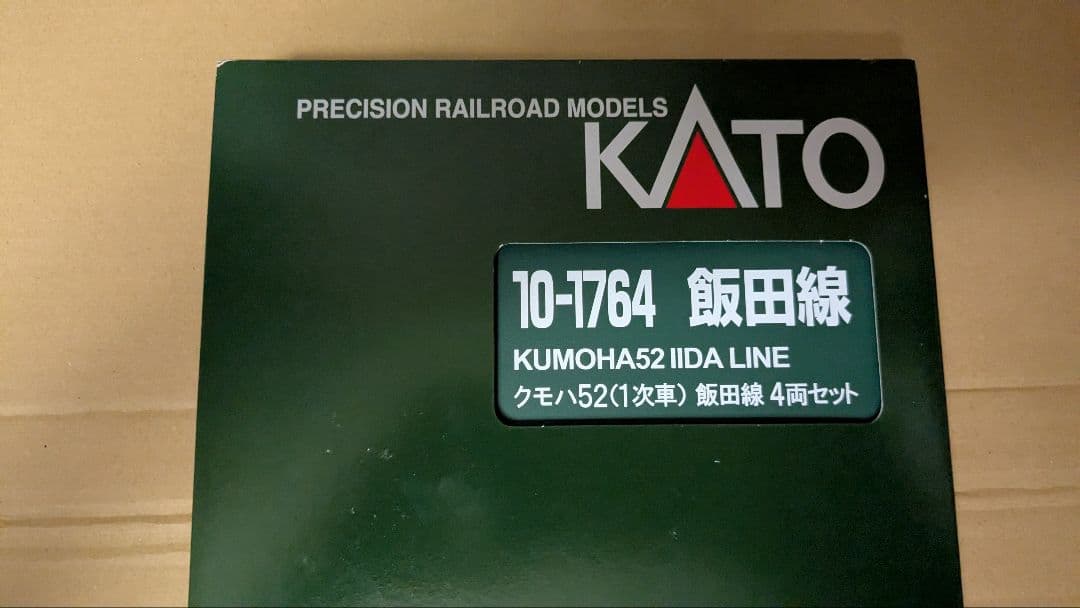 PRECISION RAILROAD MODELS
KATO
10-1764 飯田線
KUMOHA52 IIDA LINE
クモハ52(1次車) 飯田線 4両セット